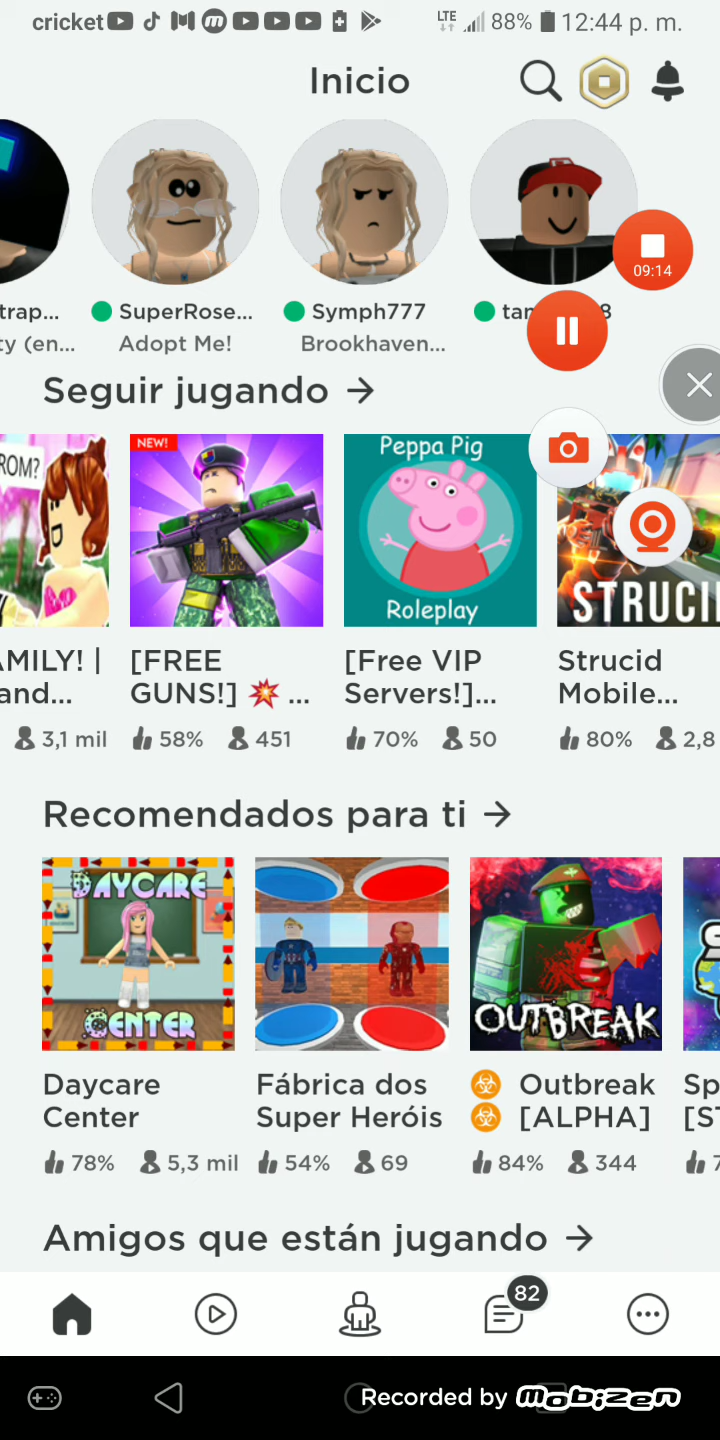 cricket LTE 88% 12:44 p. m.
Inicio
09:14
trap... SuperRose... Symph777
ty (en... Adopt Me! Brookhaven...
Seguir jugando →
ROM? NEW! Peppa Pig
Roleplay STRUCI
AMILY! | [FREE [Free VIP Strucid
and... GUNS!] 💥 ... Servers!]... Mobile...
3,1 mil 58% 451 70% 50 80% 2,8
Recomendados para ti →
DAYCARE
CENTER OUTBREAK
Daycare Fábrica dos ☣ Outbreak Sp
Center Super Heróis ☣ [ALPHA] [S
78% 5,3 mil 54% 69 84% 344 7
Amigos que están jugando →
82
Recorded by mobizen